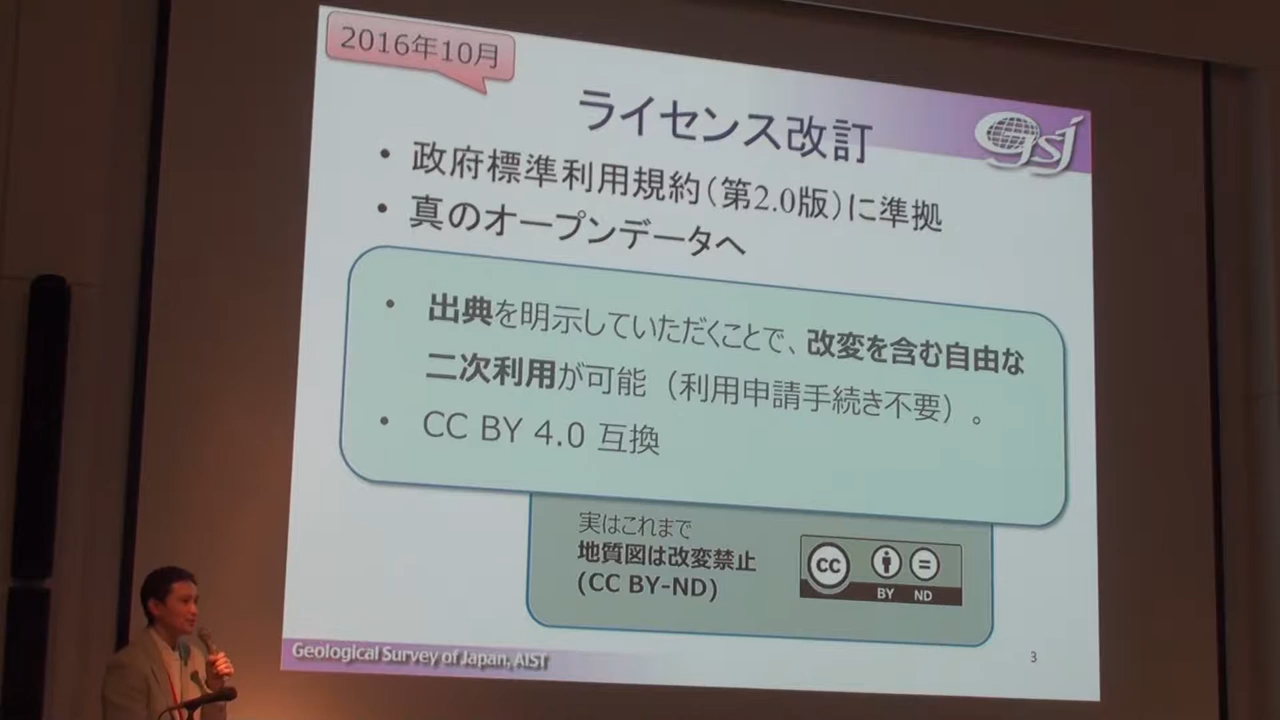 2016年10月
ライセンス改訂
gsj
• 政府標準利用規約（第2.0版）に準拠
• 真のオープンデータへ
• 出典を明示していただくことで、改変を含む自由な
二次利用が可能（利用申請手続き不要）。
• CC BY 4.0 互換
実はこれまで
地質図は改変禁止
(CC BY-ND)
cc
BY ND
Geological Survey of Japan, AIST
3